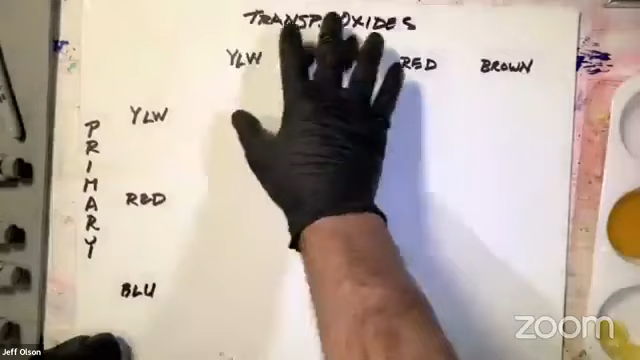 TRANSP. OXIDES
YLW RED BROWN
PRIMARY
YLW
RED
BLU
Jeff Olson
zoom